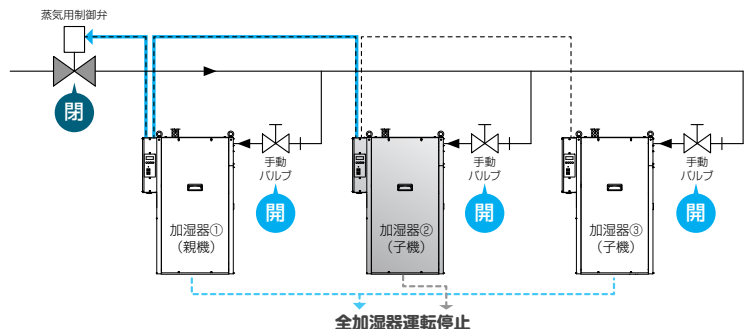 蒸気用制御弁
閉
手動
バルブ
開
手動
バルブ
開
手動
バルブ
開
加湿器①
（親機）
加湿器②
（子機）
加湿器③
（子機）
全加湿器運転停止